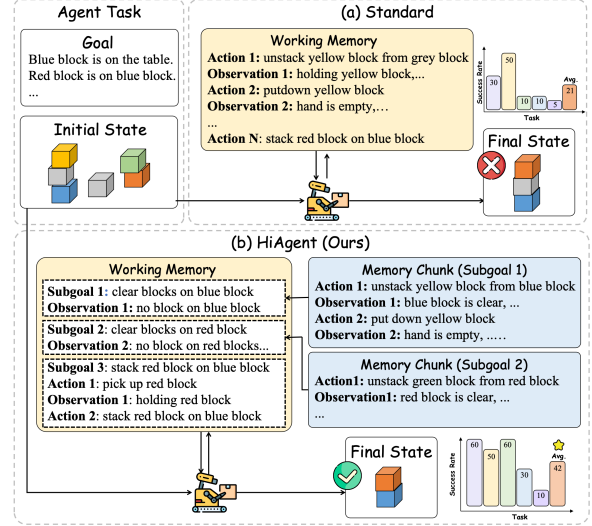 Agent Task
Goal
Blue block is on the table.
Red block is on blue block.
...
Initial State
(a) Standard
Working Memory
Action 1: unstack yellow block from grey block
Observation 1: holding yellow block,...
Action 2: putdown yellow block
Observation 2: hand is empty,...
...
Action N: stack red block on blue block
Success Rate
30
50
10
10
5
Avg.
21
Task
Final State
(b) HiAgent (Ours)
Working Memory
Subgoal 1: clear blocks on blue block
Observation 1: no block on blue block
Subgoal 2: clear blocks on red block
Observation 2: no block on red blocks...
Subgoal 3: stack red block on blue block
Action 1: pick up red block
Observation 1: holding red block
Action 2: stack red block on blue block
Memory Chunk (Subgoal 1)
Action 1: unstack yellow block from blue block
Observation 1: blue block is clear, ...
Action 2: put down yellow block
Observation 2: hand is empty, .....
Memory Chunk (Subgoal 2)
Action1: unstack green block from red block
Observation1: red block is clear, ...
...
Final State
Success Rate
60
50
60
30
10
Avg.
42
Task